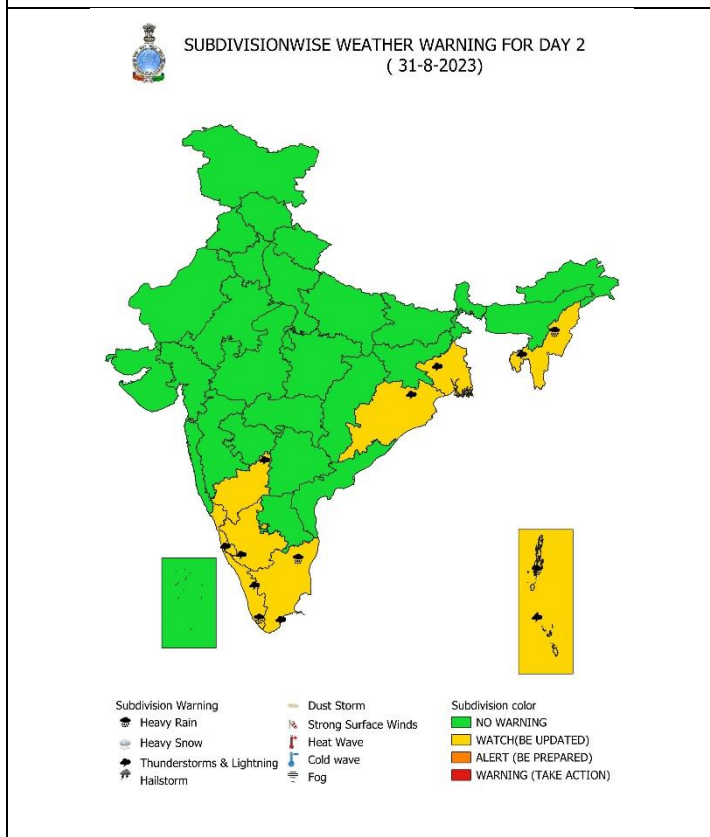 SUBDIVISIONWISE WEATHER WARNING FOR DAY 2
( 31-8-2023)
Subdivision Warning
Heavy Rain
Heavy Snow
Thunderstorms & Lightning
Hailstorm
Dust Storm
Strong Surface Winds
Heat Wave
Cold wave
Fog
Subdivision color
NO WARNING
WATCH(BE UPDATED)
ALERT (BE PREPARED)
WARNING (TAKE ACTION)